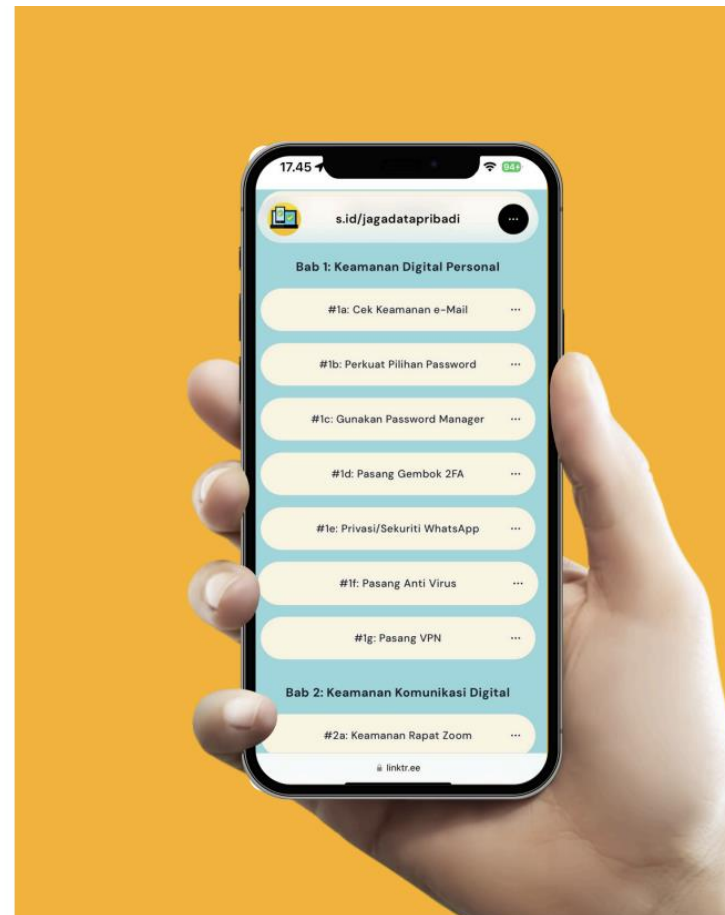 17.45
94+
s.id/jagadatapribadi
Bab 1: Keamanan Digital Personal
#1a: Cek Keamanan e-Mail
#1b: Perkuat Pilihan Password
#1c: Gunakan Password Manager
#1d: Pasang Gembok 2FA
#1e: Privasi/Sekuriti WhatsApp
#1f: Pasang Anti Virus
#1g: Pasang VPN
Bab 2: Keamanan Komunikasi Digital
#2a: Keamanan Rapat Zoom
linktr.ee